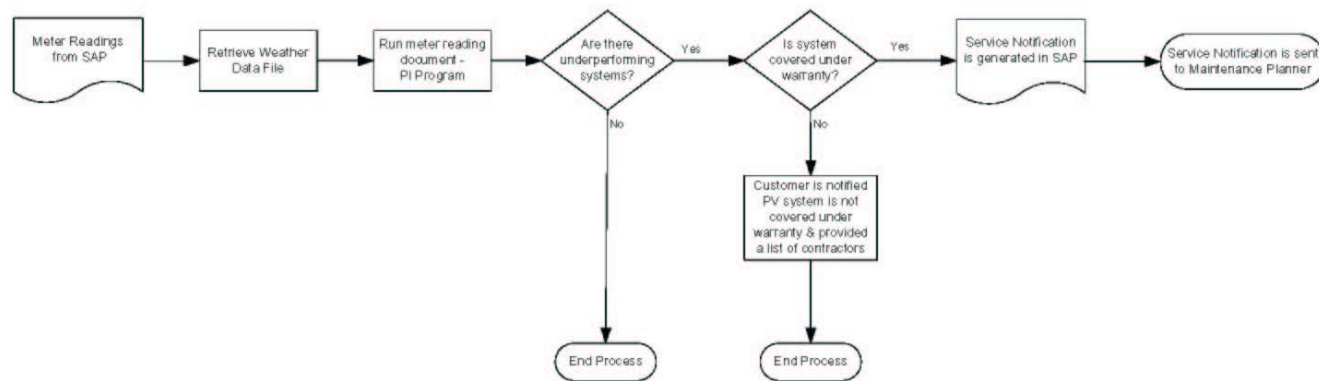 Meter Readings
from SAP
Retrieve Weather
Data File
Run meter reading
document -
PI Program
Are there
underperforming
systems?
Yes
No
Is system
covered under
warranty?
Yes
No
Service Notification
is generated in SAP
Service Notification is sent
to Maintenance Planner
Customer is notified
PV system is not
covered under
warranty & provided
a list of contractors
End Process
End Process